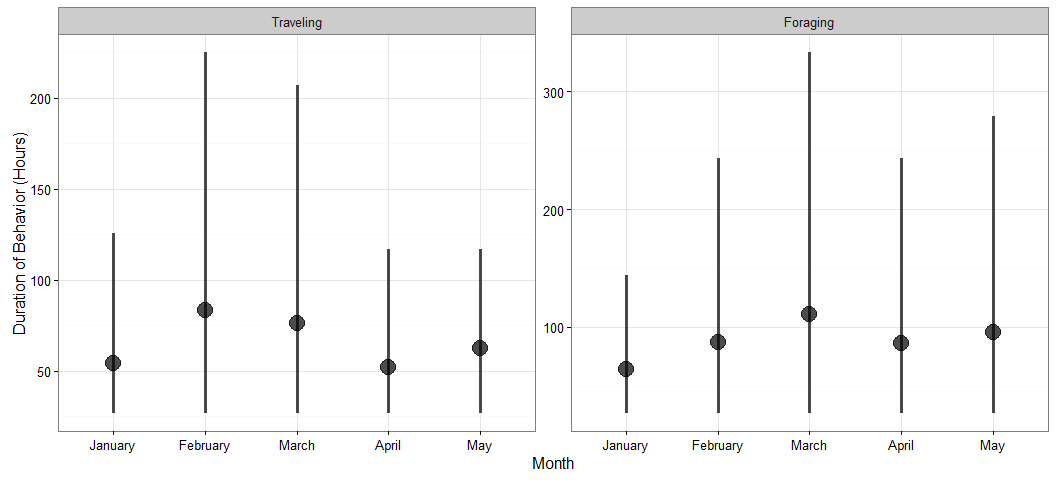 Traveling
Foraging
Duration of Behavior (Hours)
200
150
100
50
300
200
100
January February March April May
January February March April May
Month